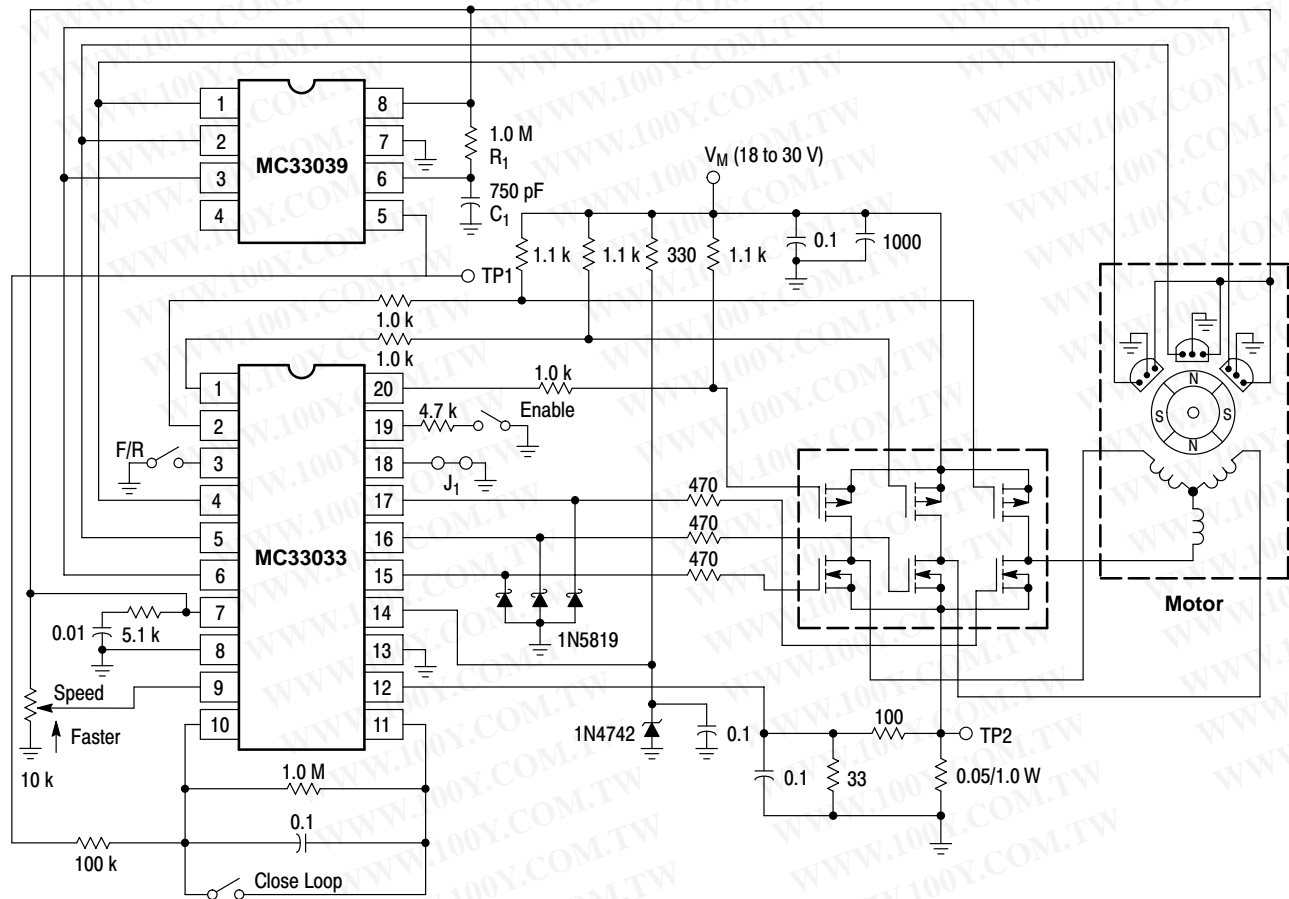 MC33039
1
2
3
4
8
7
6
5
1.0 M
R1
750 pF
C1
VM (18 to 30 V)
1.1 k
1.1 k
330
1.1 k
0.1
1000
TP1
1.0 k
1.0 k
MC33033
1
2
3
4
5
6
7
8
9
10
20
19
18
17
16
15
14
13
12
11
1.0 k
Enable
4.7 k
F/R
J1
470
470
470
1N5819
N
S
S
N
Motor
0.01
5.1 k
Speed
Faster
10 k
1N4742
0.1
100
TP2
0.1
33
0.05/1.0 W
1.0 M
0.1
100 k
Close Loop
WWW.100Y.COM.TW